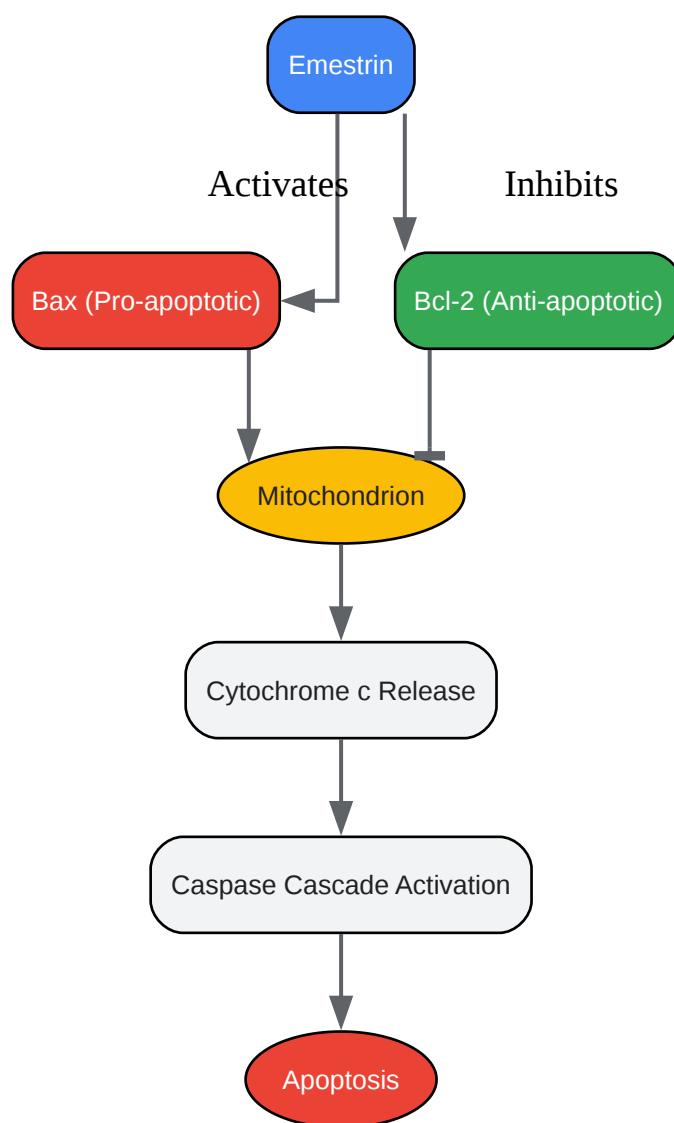 Emestrin
Activates
Inhibits
Bax (Pro-apoptotic)
Bcl-2 (Anti-apoptotic)
Mitochondrion
Cytochrome c Release
Caspase Cascade Activation
Apoptosis